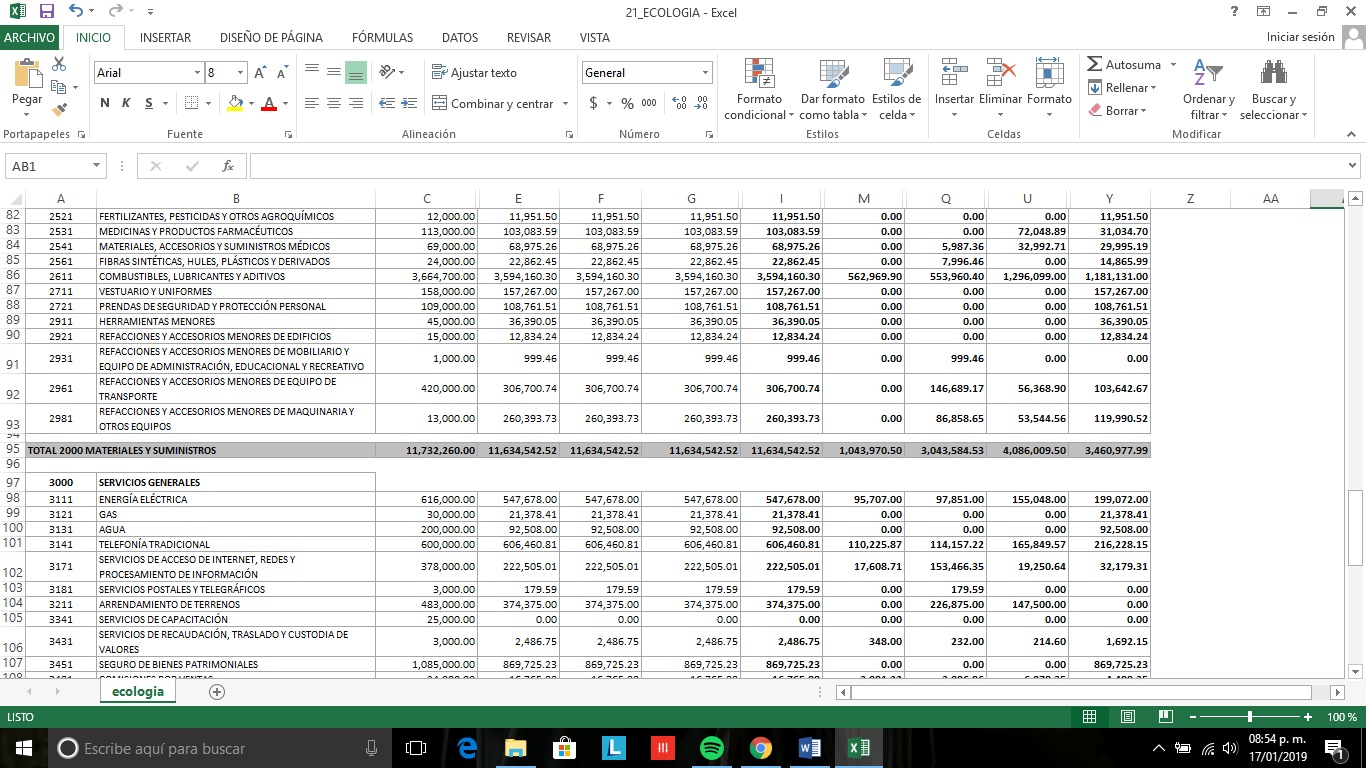 21_ECOLOGIA - Excel
ARCHIVO INICIO INSERTAR DISEÑO DE PÁGINA FÓRMULAS DATOS REVISAR VISTA Iniciar sesión
Pegar
Portapapeles
Arial 8
N K S
Fuente
Ajustar texto
Combinar y centrar
Alineación
General
$ % 000
Número
Formato condicional
Dar formato como tabla
Estilos de celda
Estilos
Insertar Eliminar Formato
Celdas
Autosuma
Rellenar
Borrar
Ordenar y filtrar
Buscar y seleccionar
Modificar
AB1 fx
A B C E F G I M Q U Y Z AA
82 2521 FERTILIZANTES, PESTICIDAS Y OTROS AGROQUÍMICOS 12,000.00 11,951.50 11,951.50 11,951.50 11,951.50 0.00 0.00 0.00 11,951.50
83 2531 MEDICINAS Y PRODUCTOS FARMACÉUTICOS 113,000.00 103,083.59 103,083.59 103,083.59 103,083.59 0.00 0.00 72,048.89 31,034.70
84 2541 MATERIALES, ACCESORIOS Y SUMINISTROS MÉDICOS 69,000.00 68,975.26 68,975.26 68,975.26 68,975.26 0.00 5,987.36 32,992.71 29,995.19
85 2561 FIBRAS SINTÉTICAS, HULES, PLÁSTICOS Y DERIVADOS 24,000.00 22,862.45 22,862.45 22,862.45 22,862.45 0.00 7,996.46 0.00 14,865.99
86 2611 COMBUSTIBLES, LUBRICANTES Y ADITIVOS 3,664,700.00 3,594,160.30 3,594,160.30 3,594,160.30 3,594,160.30 562,969.90 553,960.40 1,296,099.00 1,181,131.00
87 2711 VESTUARIO Y UNIFORMES 158,000.00 157,267.00 157,267.00 157,267.00 157,267.00 0.00 0.00 0.00 157,267.00
88 2721 PRENDAS DE SEGURIDAD Y PROTECCIÓN PERSONAL 109,000.00 108,761.51 108,761.51 108,761.51 108,761.51 0.00 0.00 0.00 108,761.51
89 2911 HERRAMIENTAS MENORES 45,000.00 36,390.05 36,390.05 36,390.05 36,390.05 0.00 0.00 0.00 36,390.05
90 2921 REFACCIONES Y ACCESORIOS MENORES DE EDIFICIOS 15,000.00 12,834.24 12,834.24 12,834.24 12,834.24 0.00 0.00 0.00 12,834.24
91 2931 REFACCIONES Y ACCESORIOS MENORES DE MOBILIARIO Y
EQUIPO DE ADMINISTRACIÓN, EDUCACIONAL Y RECREATIVO 1,000.00 999.46 999.46 999.46 999.46 0.00 999.46 0.00 0.00
92 2961 REFACCIONES Y ACCESORIOS MENORES DE EQUIPO DE
TRANSPORTE 420,000.00 306,700.74 306,700.74 306,700.74 306,700.74 0.00 146,689.17 56,368.90 103,642.67
93 2981 REFACCIONES Y ACCESORIOS MENORES DE MAQUINARIA Y
OTROS EQUIPOS 13,000.00 260,393.73 260,393.73 260,393.73 260,393.73 0.00 86,858.65 53,544.56 119,990.52
94
95 TOTAL 2000 MATERIALES Y SUMINISTROS 11,732,260.00 11,634,542.52 11,634,542.52 11,634,542.52 11,634,542.52 1,043,970.50 3,043,584.53 4,086,009.50 3,460,977.99
96
97 3000 SERVICIOS GENERALES
98 3111 ENERGÍA ELÉCTRICA 616,000.00 547,678.00 547,678.00 547,678.00 547,678.00 95,707.00 97,851.00 155,048.00 199,072.00
99 3121 GAS 30,000.00 21,378.41 21,378.41 21,378.41 21,378.41 0.00 0.00 0.00 21,378.41
100 3131 AGUA 200,000.00 92,508.00 92,508.00 92,508.00 92,508.00 0.00 0.00 0.00 92,508.00
101 3141 TELEFONÍA TRADICIONAL 600,000.00 606,460.81 606,460.81 606,460.81 606,460.81 110,225.87 114,157.22 165,849.57 216,228.15
102 3171 SERVICIOS DE ACCESO DE INTERNET, REDES Y
PROCESAMIENTO DE INFORMACIÓN 378,000.00 222,505.01 222,505.01 222,505.01 222,505.01 17,608.71 153,466.35 19,250.64 32,179.31
103 3181 SERVICIOS POSTALES Y TELEGRÁFICOS 3,000.00 179.59 179.59 179.59 179.59 0.00 179.59 0.00 0.00
104 3211 ARRENDAMIENTO DE TERRENOS 483,000.00 374,375.00 374,375.00 374,375.00 374,375.00 0.00 226,875.00 147,500.00 0.00
105 3341 SERVICIOS DE CAPACITACIÓN 25,000.00 0.00 0.00 0.00 0.00 0.00 0.00 0.00 0.00
106 3431 SERVICIOS DE RECAUDACIÓN, TRASLADO Y CUSTODIA DE
VALORES 3,000.00 2,486.75 2,486.75 2,486.75 2,486.75 348.00 232.00 214.60 1,692.15
107 3451 SEGURO DE BIENES PATRIMONIALES 1,085,000.00 869,725.23 869,725.23 869,725.23 869,725.23 0.00 0.00 0.00 869,725.23
108
ecologia
LISTO 100 %
Escribe aquí para buscar
08:54 p. m.
17/01/2019